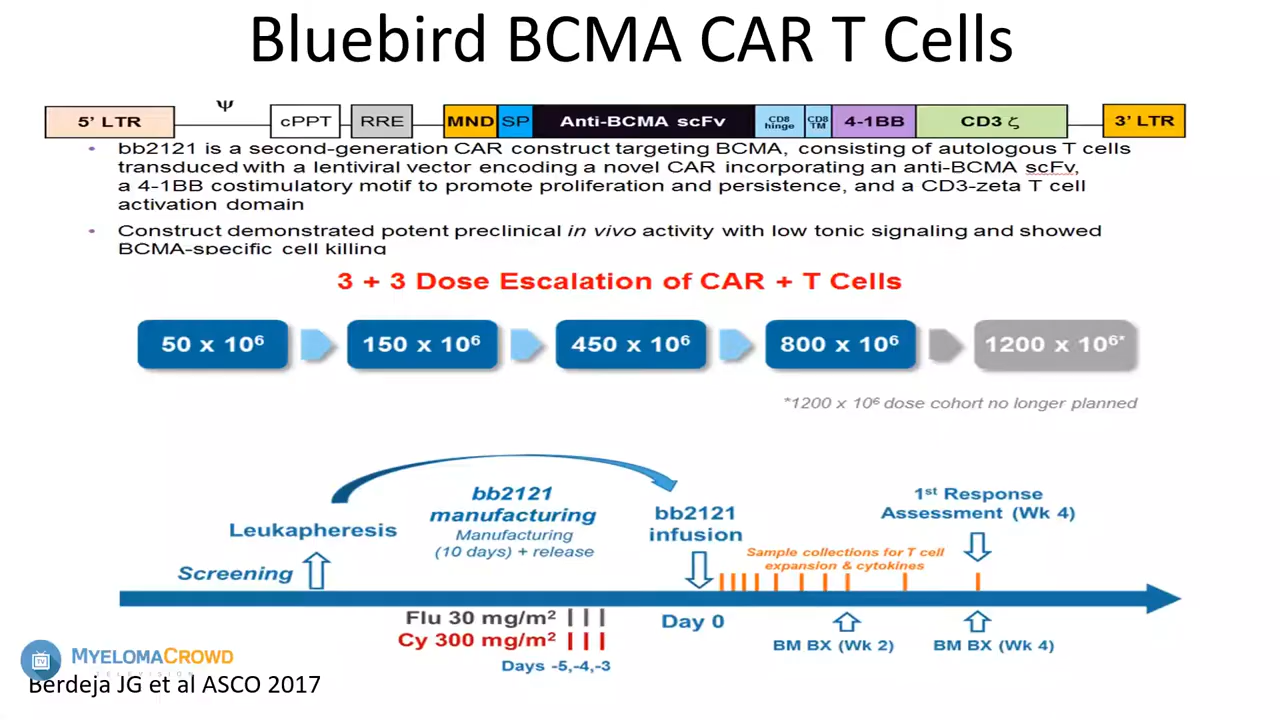 Bluebird BCMA CAR T Cells
5' LTR Ψ cPPT RRE MND SP Anti-BCMA scFv CD8 hinge CD8 TM 4-1BB CD3 ζ 3' LTR
• bb2121 is a second-generation CAR construct targeting BCMA, consisting of autologous T cells
transduced with a lentiviral vector encoding a novel CAR incorporating an anti-BCMA scFv,
a 4-1BB costimulatory motif to promote proliferation and persistence, and a CD3-zeta T cell
activation domain
• Construct demonstrated potent preclinical in vivo activity with low tonic signaling and showed
BCMA-specific cell killing
3 + 3 Dose Escalation of CAR + T Cells
50 x 10⁶ 150 x 10⁶ 450 x 10⁶ 800 x 10⁶ 1200 x 10⁶*
*1200 x 10⁶ dose cohort no longer planned
Screening
Leukapheresis
bb2121
manufacturing
Manufacturing
(10 days) + release
bb2121
infusion
Sample collections for T cell
expansion & cytokines
1st Response
Assessment (Wk 4)
Flu 30 mg/m²
Cy 300 mg/m²
Days -5,-4,-3
Day 0
BM BX (Wk 2)
BM BX (Wk 4)
TV
MYELOMACROWD
TELEVISION
Berdeja JG et al ASCO 2017